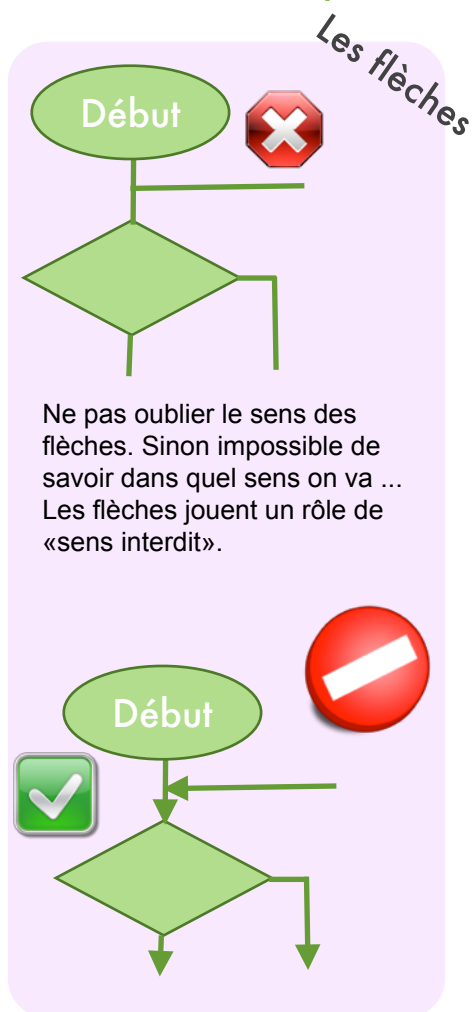 Les flèches
Début
Ne pas oublier le sens des
flèches. Sinon impossible de
savoir dans quel sens on va ...
Les flèches jouent un rôle de
«sens interdit».
Début